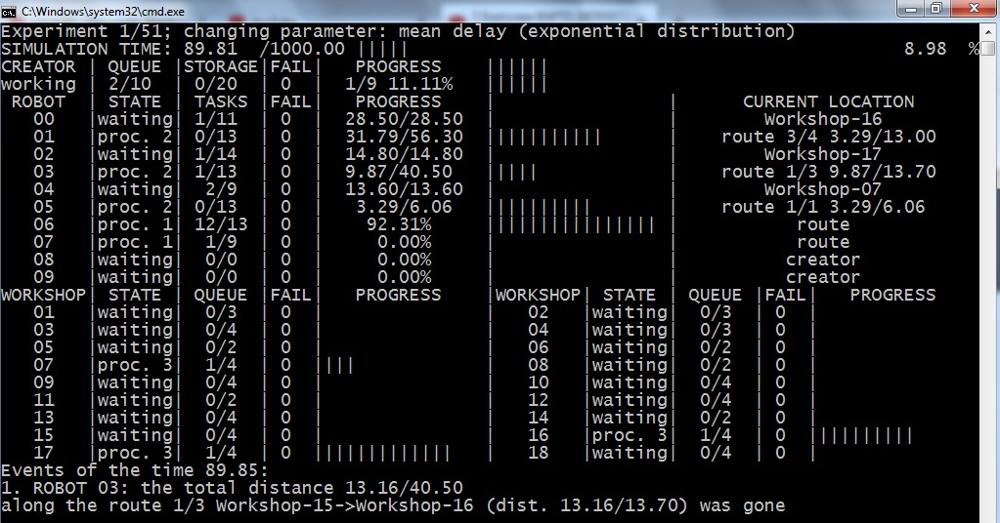 C:\Windows\system32\cmd.exe
Experiment 1/51; changing parameter: mean delay (exponential distribution)
SIMULATION TIME: 89.81 /1000.00 ||||| 8.98 %
CREATOR | QUEUE |STORAGE|FAIL| PROGRESS ||||||
working | 2/10 | 0/20 | 0 | 1/9 11.11% ||||||
ROBOT | STATE | TASKS |FAIL| PROGRESS | | CURRENT LOCATION
00 |waiting| 1/11 | 0 | 28.50/28.50 | | Workshop-16
01 |proc. 2| 0/13 | 0 | 31.79/56.30 ||||||||||| | route 3/4 3.29/13.00
02 |waiting| 1/14 | 0 | 14.80/14.80 | | Workshop-17
03 |proc. 2| 1/13 | 0 | 9.87/40.50 ||||| | route 1/3 9.87/13.70
04 |waiting| 2/9 | 0 | 13.60/13.60 | | Workshop-07
05 |proc. 2| 0/13 | 0 | 3.29/6.06 |||||||||| | route 1/1 3.29/6.06
06 |proc. 1| 12/13 | 0 | 92.31% |||||||||||||||| | route
07 |proc. 1| 1/9 | 0 | 0.00% | | route
08 |waiting| 0/0 | 0 | 0.00% | | creator
09 |waiting| 0/0 | 0 | 0.00% | | creator
WORKSHOP| STATE | QUEUE |FAIL| PROGRESS |WORKSHOP| STATE | QUEUE |FAIL| PROGRESS
01 |waiting| 0/3 | 0 | | 02 |waiting| 0/3 | 0 |
03 |waiting| 0/4 | 0 | | 04 |waiting| 0/3 | 0 |
05 |waiting| 0/2 | 0 | | 06 |waiting| 0/2 | 0 |
07 |proc. 3| 1/4 | 0 |||| | 08 |waiting| 0/2 | 0 |
09 |waiting| 0/4 | 0 | | 10 |waiting| 0/4 | 0 |
11 |waiting| 0/2 | 0 | | 12 |waiting| 0/4 | 0 |
13 |waiting| 0/4 | 0 | | 14 |waiting| 0/2 | 0 |
15 |waiting| 0/4 | 0 | | 16 |proc. 3| 1/4 | 0 ||||||||||
17 |proc. 3| 1/4 | 0 ||||||||||||| | 18 |waiting| 0/4 | 0 |
Events of the time 89.85:
1. ROBOT 03: the total distance 13.16/40.50
along the route 1/3 Workshop-15->Workshop-16 (dist. 13.16/13.70) was gone